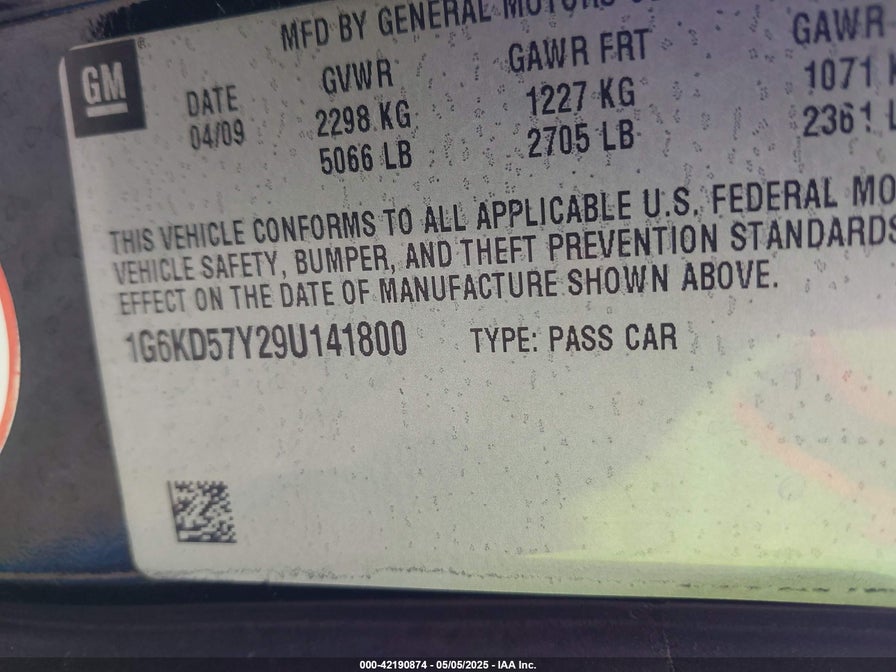 MFD BY GENERAL MOTORS
GM
DATE
04/09
GVWR
2298 KG
5066 LB
GAWR FRT
1227 KG
2705 LB
GAWR
1071 K
2361 L
THIS VEHICLE CONFORMS TO ALL APPLICABLE U.S. FEDERAL MO
VEHICLE SAFETY, BUMPER, AND THEFT PREVENTION STANDARDS
EFFECT ON THE DATE OF MANUFACTURE SHOWN ABOVE.
1G6KD57Y29U141800 TYPE: PASS CAR
000-42190874 - 05/05/2025 - IAA Inc.